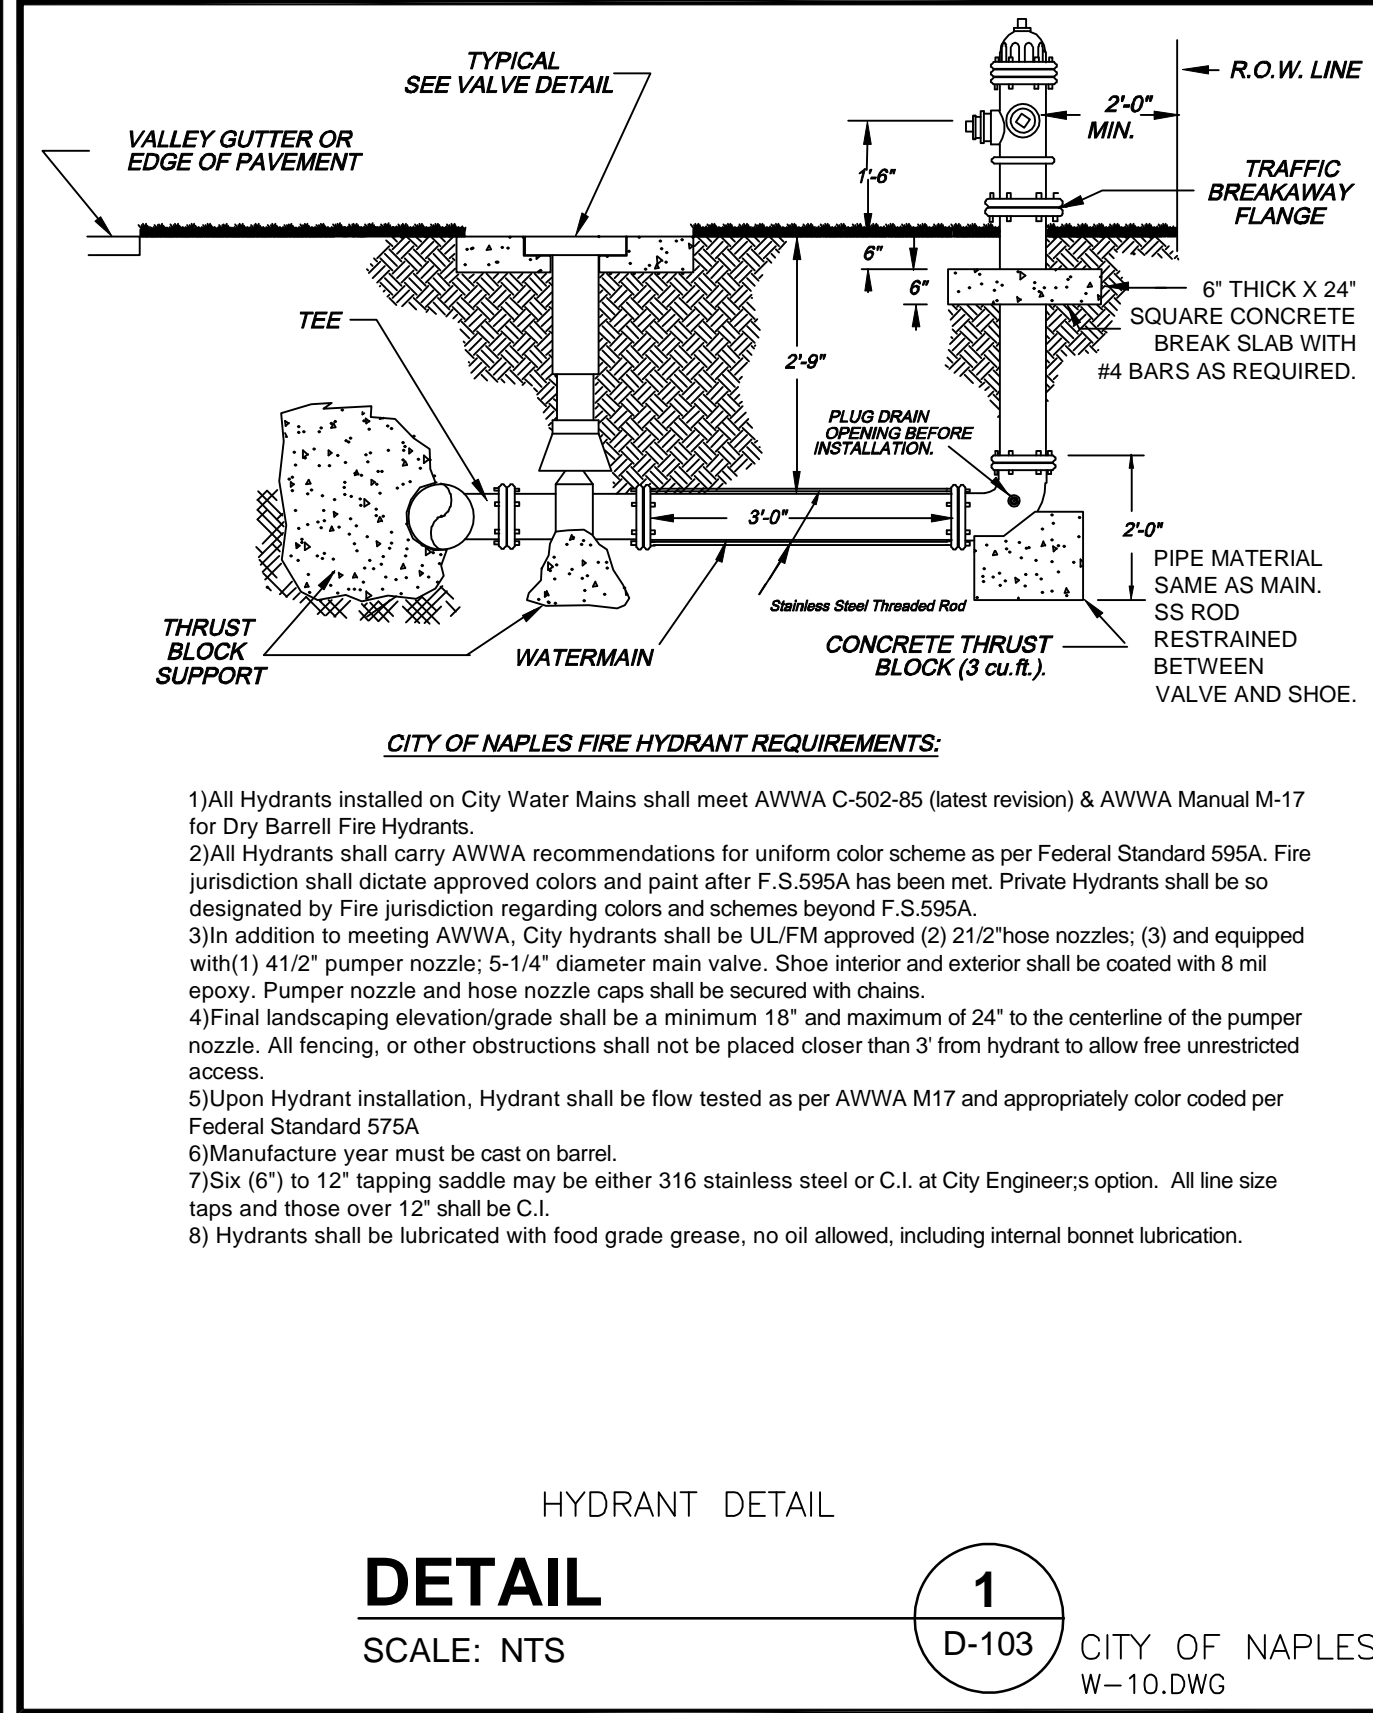 TYPICAL
SEE VALVE DETAIL
R.O.W. LINE
2'-0"
MIN.
VALLEY GUTTER OR
EDGE OF PAVEMENT
1'-6"
TRAFFIC
BREAKAWAY
FLANGE
6"
6"
6" THICK X 24"
SQUARE CONCRETE
BREAK SLAB WITH
#4 BARS AS REQUIRED.
TEE
2'-9"
PLUG DRAIN
OPENING BEFORE
INSTALLATION.
3'-0"
2'-0"
PIPE MATERIAL
SAME AS MAIN.
SS ROD
RESTRAINED
BETWEEN
VALVE AND SHOE.
Stainless Steel Threaded Rod
THRUST
BLOCK
SUPPORT
WATERMAIN
CONCRETE THRUST
BLOCK (3 cu.ft.).
CITY OF NAPLES FIRE HYDRANT REQUIREMENTS:
1)All Hydrants installed on City Water Mains shall meet AWWA C-502-85 (latest revision) & AWWA Manual M-17
for Dry Barrell Fire Hydrants.
2)All Hydrants shall carry AWWA recommendations for uniform color scheme as per Federal Standard 595A. Fire
jurisdiction shall dictate approved colors and paint after F.S.595A has been met. Private Hydrants shall be so
designated by Fire jurisdiction regarding colors and schemes beyond F.S.595A.
3)In addition to meeting AWWA, City hydrants shall be UL/FM approved (2) 21/2"hose nozzles; (3) and equipped
with(1) 41/2" pumper nozzle; 5-1/4" diameter main valve. Shoe interior and exterior shall be coated with 8 mil
epoxy. Pumper nozzle and hose nozzle caps shall be secured with chains.
4)Final landscaping elevation/grade shall be a minimum 18" and maximum of 24" to the centerline of the pumper
nozzle. All fencing, or other obstructions shall not be placed closer than 3' from hydrant to allow free unrestricted
access.
5)Upon Hydrant installation, Hydrant shall be flow tested as per AWWA M17 and appropriately color coded per
Federal Standard 575A
6)Manufacture year must be cast on barrel.
7)Six (6") to 12" tapping saddle may be either 316 stainless steel or C.I. at City Engineer;s option. All line size
taps and those over 12" shall be C.I.
8) Hydrants shall be lubricated with food grade grease, no oil allowed, including internal bonnet lubrication.
HYDRANT DETAIL
DETAIL
SCALE: NTS
1
D-103
CITY OF NAPLES
W-10.DWG